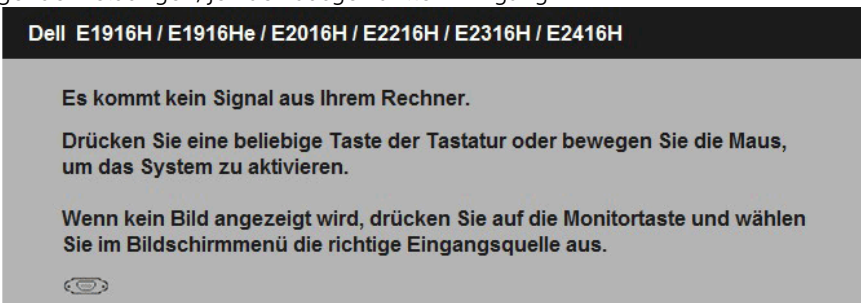 Dell E1916H / E1916He / E2016H / E2216H / E2316H / E2416H
Es kommt kein Signal aus Ihrem Rechner.
Drücken Sie eine beliebige Taste der Tastatur oder bewegen Sie die Maus,
um das System zu aktivieren.
Wenn kein Bild angezeigt wird, drücken Sie auf die Monitortaste und wählen
Sie im Bildschirmmenü die richtige Eingangsquelle aus.